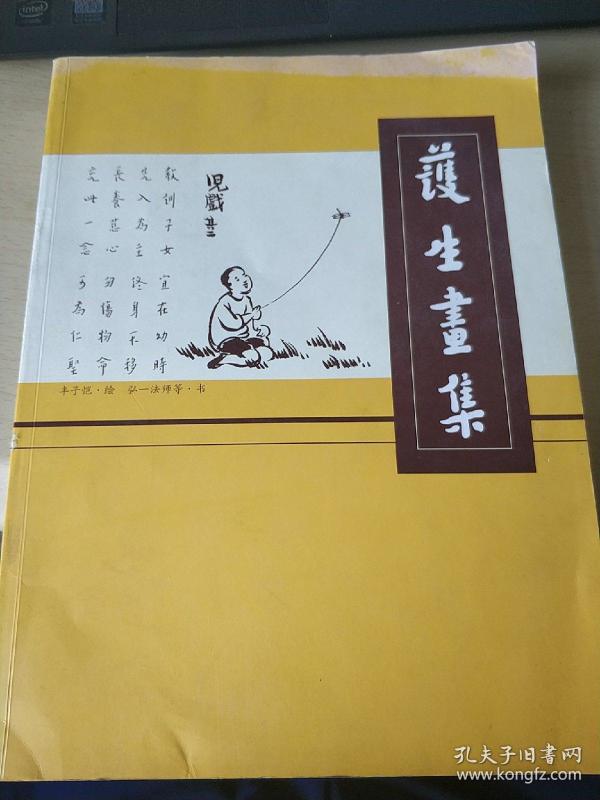 intel
護生畫集
兒戲 其二
教訓子女 宜在幼時
先入為主 終身不移
長養慈心 勿傷物命
充此一念 可為仁聖
丰子恺·绘 弘一法师等·书
孔夫子旧书网
www.kongfz.com